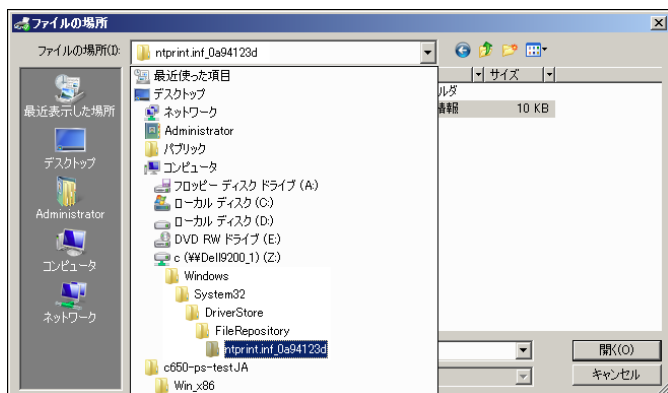 ファイルの場所
ファイルの場所(I):
ntprint.inf_0a94123d
最近使った項目
デスクトップ
ネットワーク
Administrator
パブリック
コンピュータ
フロッピー ディスク ドライブ (A:)
ローカル ディスク (C:)
ローカル ディスク (D:)
DVD RW ドライブ (E:)
c (¥¥Dell9200_1) (Z:)
Windows
System32
DriverStore
FileRepository
ntprint.inf_0a94123d
c650-ps-testJA
Win_x86
最近表示した場所
デスクトップ
Administrator
コンピュータ
ネットワーク
サイズ
ルダ
情報
10 KB
開く(O)
キャンセル